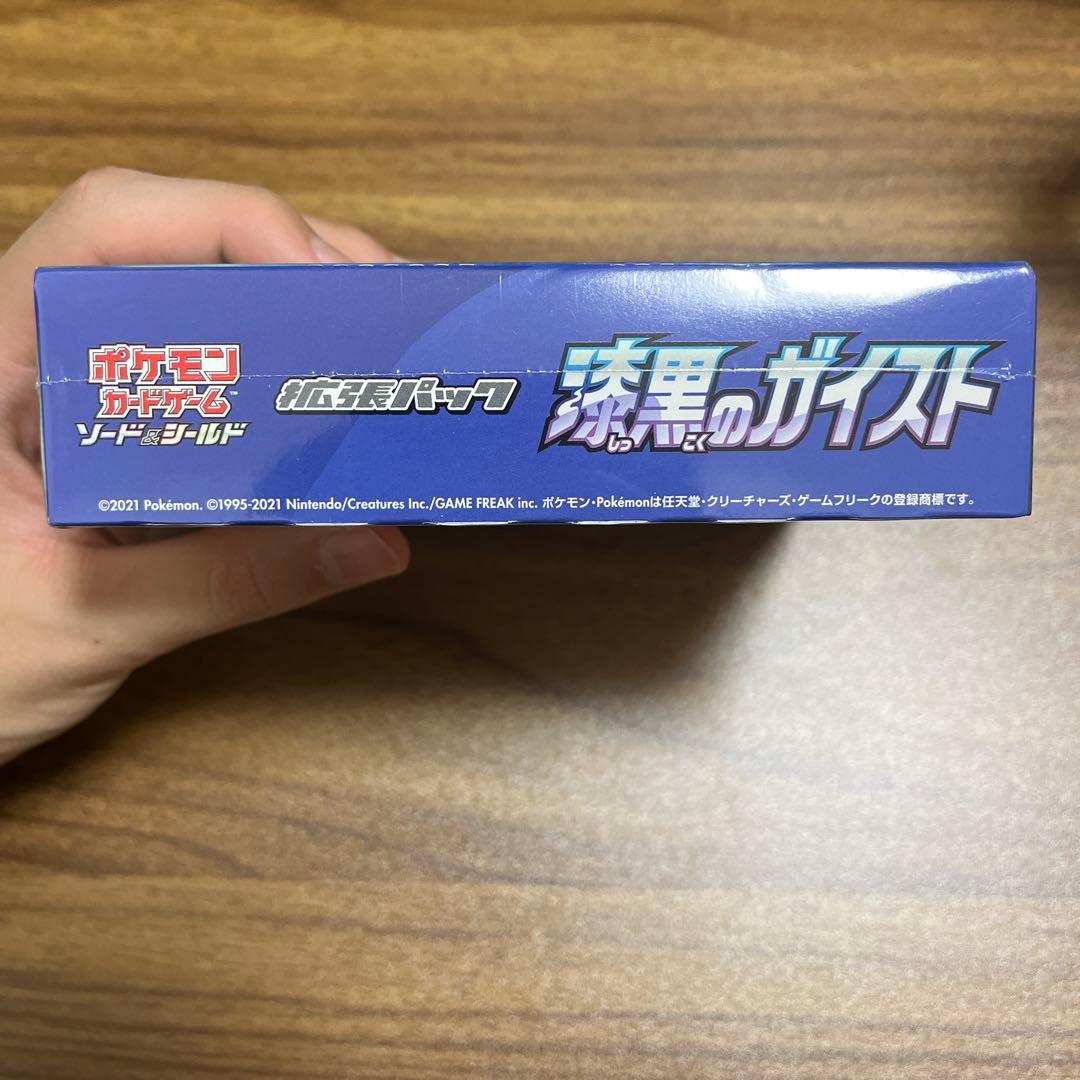 ポケモン
カードゲーム™
ソード&シールド
拡張パック
漆黒のガイスト
しっ こく
©2021 Pokémon. ©1995-2021 Nintendo/Creatures Inc./GAME FREAK inc. ポケモン・Pokémonは任天堂・クリーチャーズ・ゲームフリークの登録商標です。